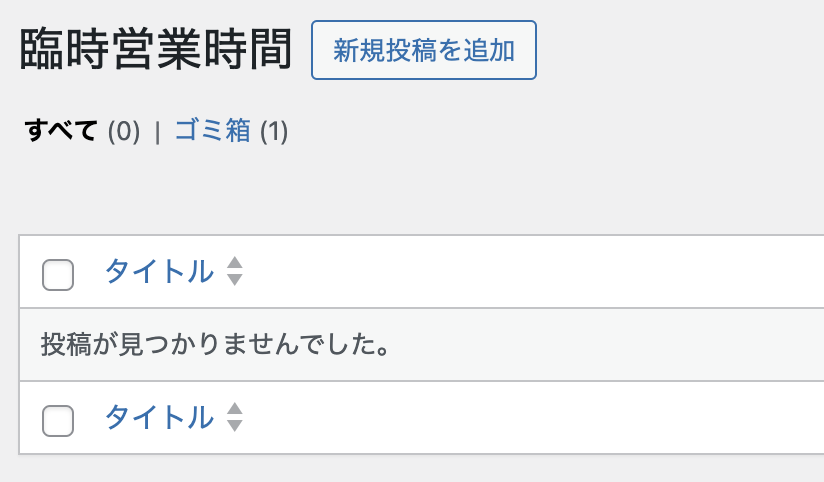 臨時営業時間 新規投稿を追加
すべて (0) | ゴミ箱 (1)
タイトル
投稿が見つかりませんでした。
タイトル